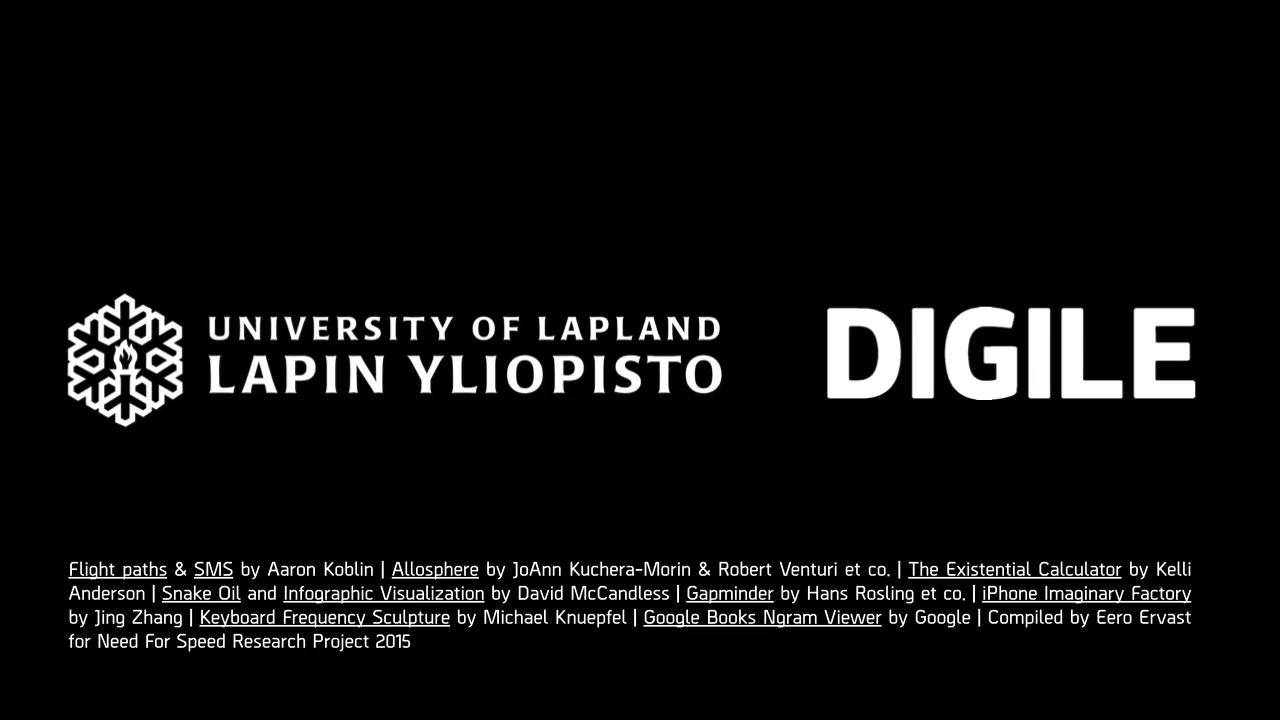 UNIVERSITY OF LAPLAND
LAPIN YLIOPISTO
DIGILE
Flight paths & SMS by Aaron Koblin | Allosphere by JoAnn Kuchera-Morin & Robert Venturi et co. | The Existential Calculator by Kelli
Anderson | Snake Oil and Infographic Visualization by David McCandless | Gapminder by Hans Rosling et co. | iPhone Imaginary Factory
by Jing Zhang | Keyboard Frequency Sculpture by Michael Knuepfel | Google Books Ngram Viewer by Google | Compiled by Eero Ervast
for Need For Speed Research Project 2015